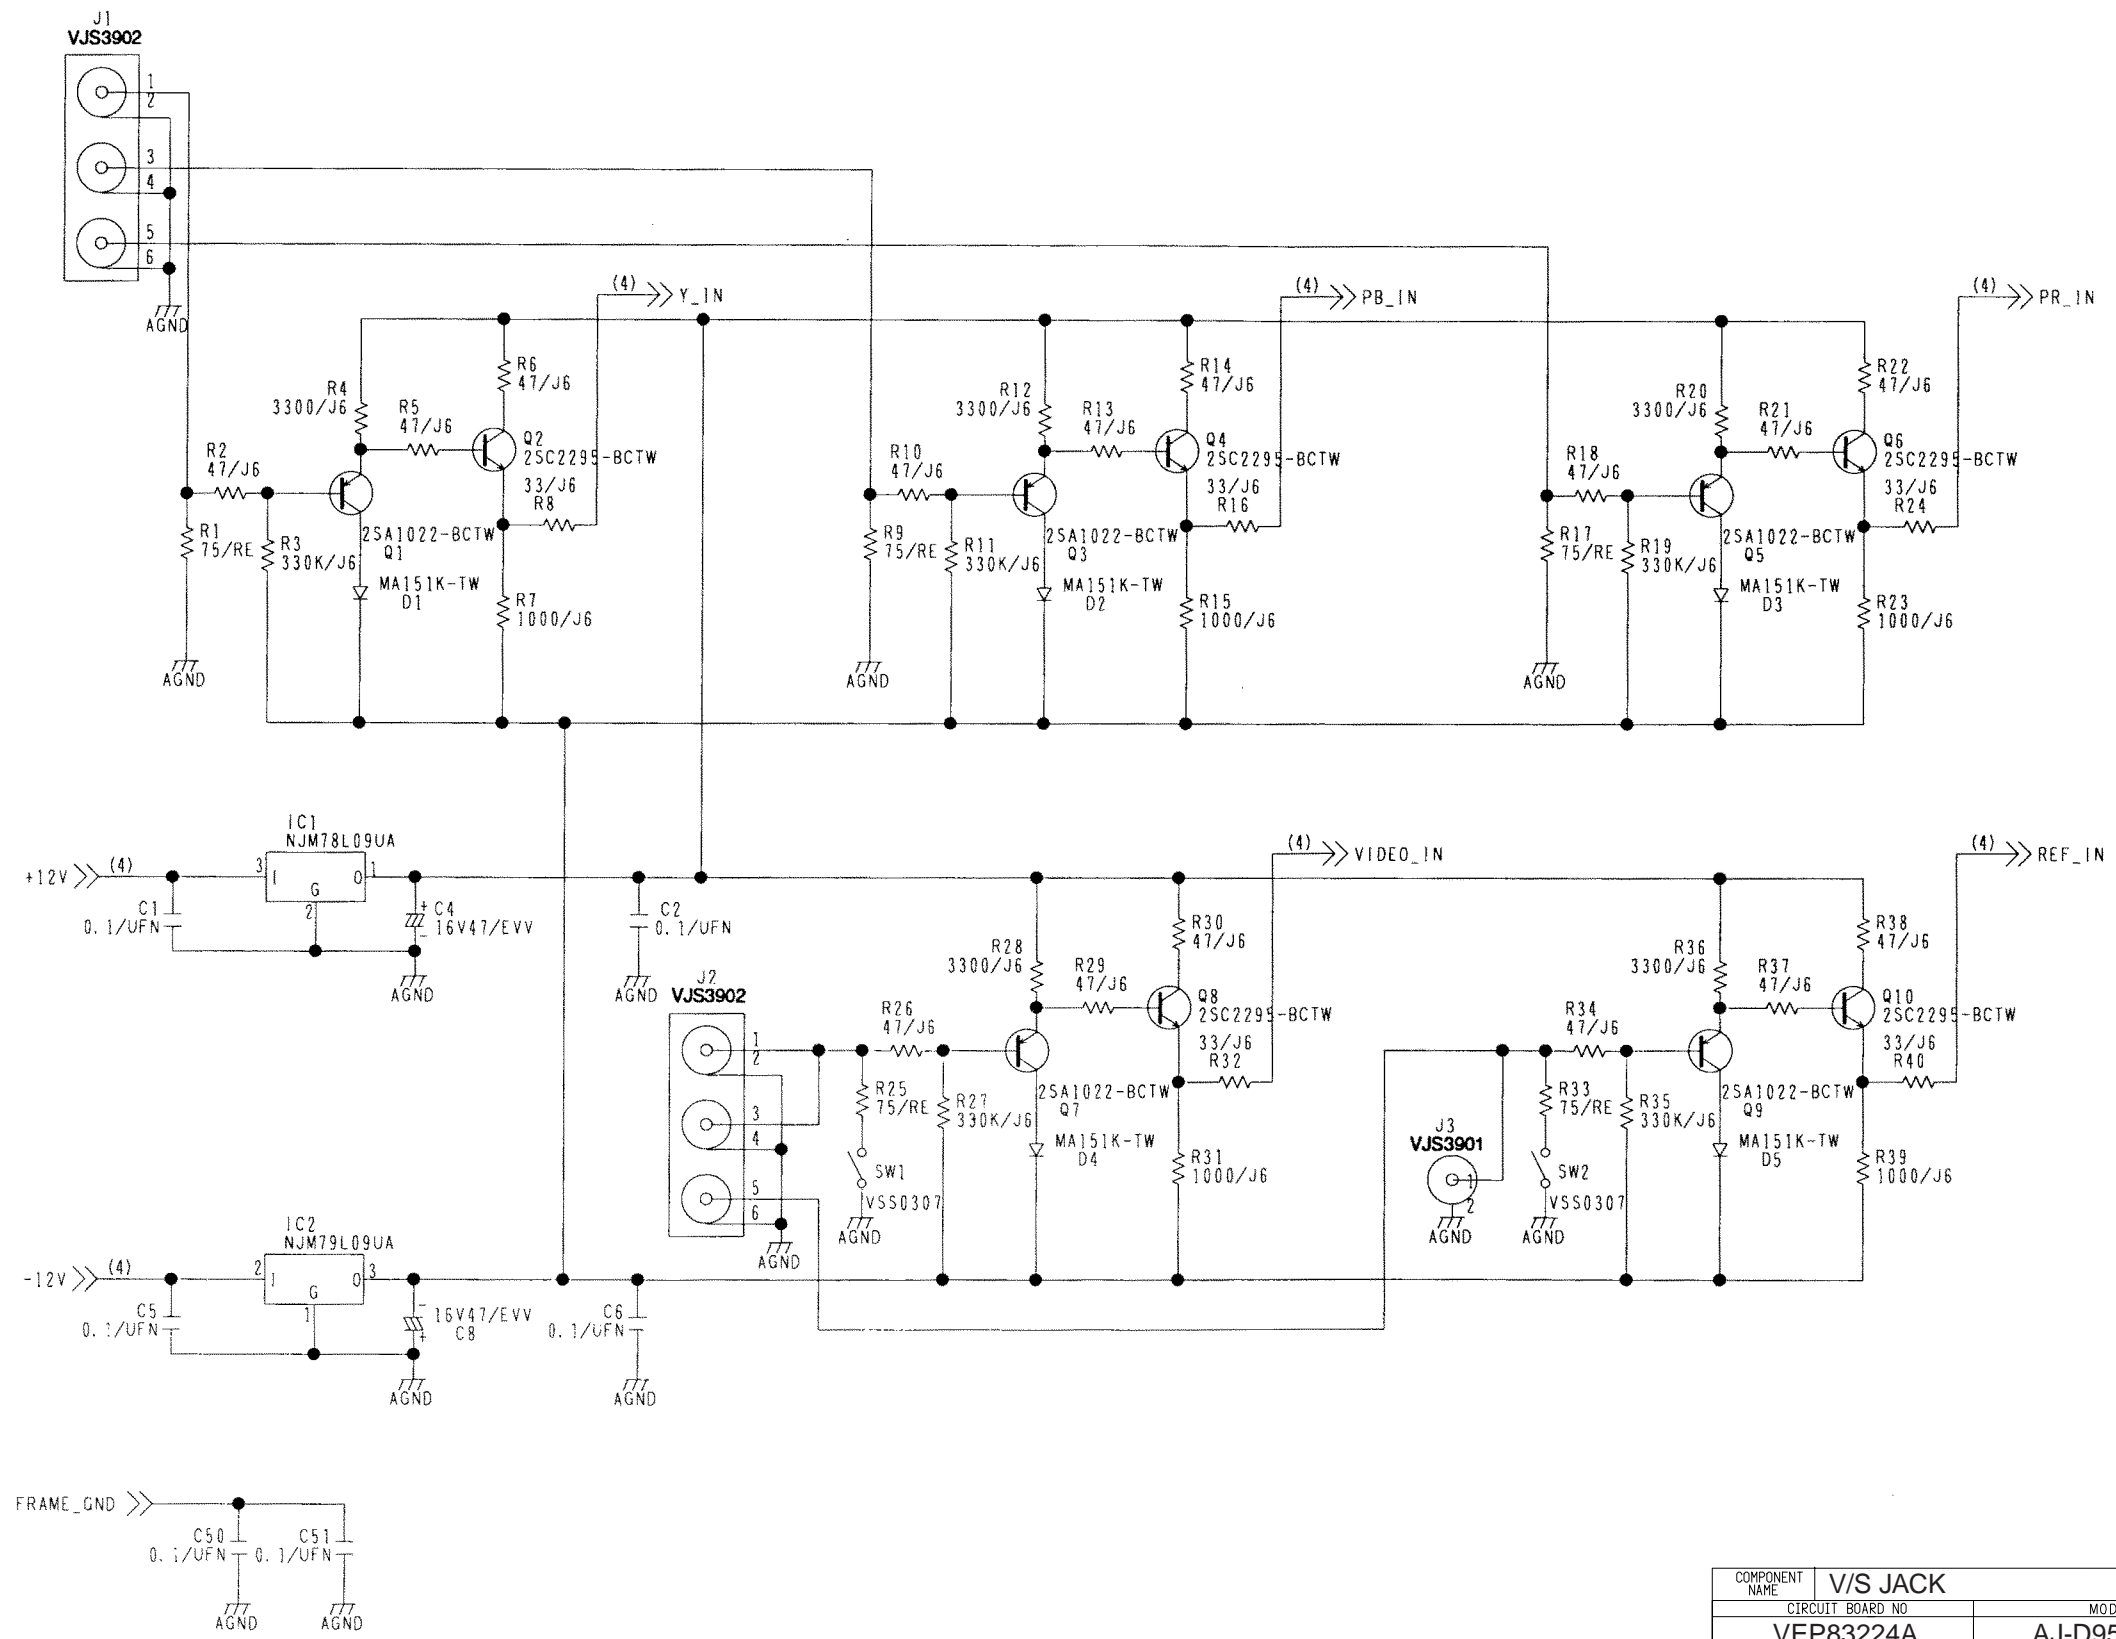 J1
VJS3902
1
2
3
4
5
6
AGND
(4) Y_IN
(4) PB_IN
(4) PR_IN
R4
3300/J6
R6
47/J6
R5
47/J6
R2
47/J6
Q2
2SC2295-BCTW
33/J6
R8
R1
75/RE
R3
330K/J6
2SA1022-BCTW
Q1
MA151K-TW
D1
R7
1000/J6
AGND
R12
3300/J6
R14
47/J6
R13
47/J6
R10
47/J6
Q4
2SC2295-BCTW
33/J6
R16
R9
75/RE
R11
330K/J6
2SA1022-BCTW
Q3
MA151K-TW
D2
R15
1000/J6
AGND
R20
3300/J6
R22
47/J6
R21
47/J6
R18
47/J6
Q6
2SC2295-BCTW
33/J6
R24
R17
75/RE
R19
330K/J6
2SA1022-BCTW
Q5
MA151K-TW
D3
R23
1000/J6
AGND
IC1
NJM78L09UA
+12V (4)
3 I G O 1
2
C1
0.1/UFN
+ C4
- 16V47/EVV
AGND
C2
0.1/UFN
AGND
J2
VJS3902
1
2
3
4
5
6
AGND
(4) VIDEO_IN
(4) REF_IN
R28
3300/J6
R30
47/J6
R29
47/J6
R26
47/J6
Q8
2SC2295-BCTW
33/J6
R32
R25
75/RE
R27
330K/J6
2SA1022-BCTW
Q7
MA151K-TW
D4
R31
1000/J6
SW1
VSS0307
AGND
R36
3300/J6
R38
47/J6
R37
47/J6
R34
47/J6
Q10
2SC2295-BCTW
33/J6
R40
R33
75/RE
R35
330K/J6
2SA1022-BCTW
Q9
MA151K-TW
D5
R39
1000/J6
J3
VJS3901
1
2
AGND
SW2
VSS0307
AGND
IC2
NJM79L09UA
-12V (4)
2 I G O 3
1
C5
0.1/UFN
- 16V47/EVV
+ C8
AGND
C6
0.1/UFN
AGND
FRAME_GND
C50
0.1/UFN
C51
0.1/UFN
AGND
AGND
COMPONENT
NAME
V/S JACK
CIRCUIT BOARD NO
MOD
VEP83224A
AJ-D95